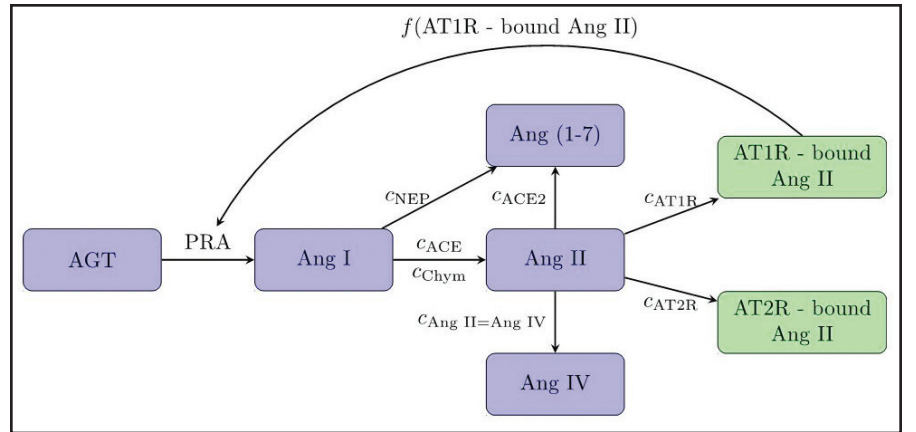 f(AT1R - bound Ang II)
Ang (1-7)
AT1R - bound
Ang II
c_NEP
c_ACE2
c_AT1R
PRA
AGT
Ang I
c_ACE
c_Chym
Ang II
c_AT2R
AT2R - bound
Ang II
c_Ang II=Ang IV
Ang IV